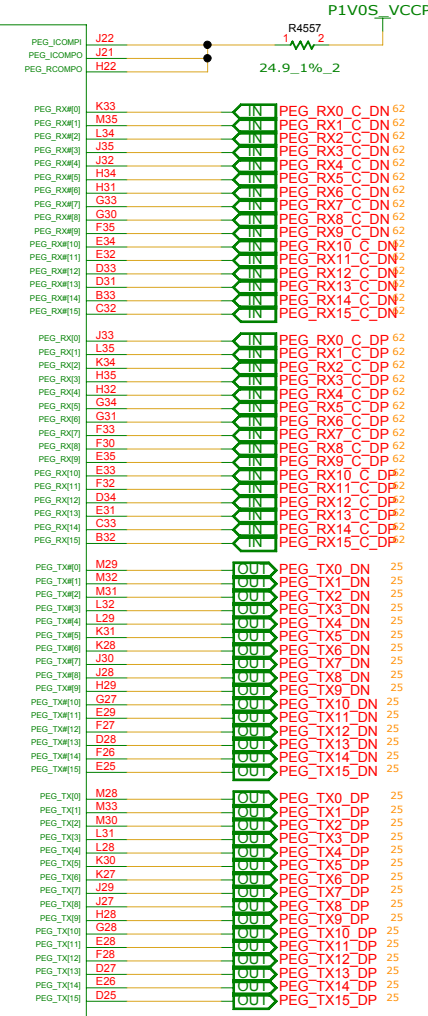 P1V0S_VCCP
R4557
PEG_ICOMPI J22 1 2
PEG_ICOMPO J21
PEG_RCOMPO H22 24.9_1%_2
PEG_RX#[0] K33 IN PEG_RX0_C_DN 62
PEG_RX#[1] M35 IN PEG_RX1_C_DN 62
PEG_RX#[2] L34 IN PEG_RX2_C_DN 62
PEG_RX#[3] J35 IN PEG_RX3_C_DN 62
PEG_RX#[4] J32 IN PEG_RX4_C_DN 62
PEG_RX#[5] H34 IN PEG_RX5_C_DN 62
PEG_RX#[6] H31 IN PEG_RX6_C_DN 62
PEG_RX#[7] G33 IN PEG_RX7_C_DN 62
PEG_RX#[8] G30 IN PEG_RX8_C_DN 62
PEG_RX#[9] F35 IN PEG_RX9_C_DN 62
PEG_RX#[10] E34 IN PEG_RX10_C_DN 62
PEG_RX#[11] E32 IN PEG_RX11_C_DN 62
PEG_RX#[12] D33 IN PEG_RX12_C_DN 62
PEG_RX#[13] D31 IN PEG_RX13_C_DN 62
PEG_RX#[14] B33 IN PEG_RX14_C_DN 62
PEG_RX#[15] C32 IN PEG_RX15_C_DN 62
PEG_RX[0] J33 IN PEG_RX0_C_DP 62
PEG_RX[1] L35 IN PEG_RX1_C_DP 62
PEG_RX[2] K34 IN PEG_RX2_C_DP 62
PEG_RX[3] H35 IN PEG_RX3_C_DP 62
PEG_RX[4] H32 IN PEG_RX4_C_DP 62
PEG_RX[5] G34 IN PEG_RX5_C_DP 62
PEG_RX[6] G31 IN PEG_RX6_C_DP 62
PEG_RX[7] F33 IN PEG_RX7_C_DP 62
PEG_RX[8] F30 IN PEG_RX8_C_DP 62
PEG_RX[9] E35 IN PEG_RX9_C_DP 62
PEG_RX[10] E33 IN PEG_RX10_C_DP 62
PEG_RX[11] F32 IN PEG_RX11_C_DP 62
PEG_RX[12] D34 IN PEG_RX12_C_DP 62
PEG_RX[13] E31 IN PEG_RX13_C_DP 62
PEG_RX[14] C33 IN PEG_RX14_C_DP 62
PEG_RX[15] B32 IN PEG_RX15_C_DP 62
PEG_TX#[0] M29 OUT PEG_TX0_DN 25
PEG_TX#[1] M32 OUT PEG_TX1_DN 25
PEG_TX#[2] M31 OUT PEG_TX2_DN 25
PEG_TX#[3] L32 OUT PEG_TX3_DN 25
PEG_TX#[4] L29 OUT PEG_TX4_DN 25
PEG_TX#[5] K31 OUT PEG_TX5_DN 25
PEG_TX#[6] K28 OUT PEG_TX6_DN 25
PEG_TX#[7] J30 OUT PEG_TX7_DN 25
PEG_TX#[8] J28 OUT PEG_TX8_DN 25
PEG_TX#[9] H29 OUT PEG_TX9_DN 25
PEG_TX#[10] G27 OUT PEG_TX10_DN 25
PEG_TX#[11] E29 OUT PEG_TX11_DN 25
PEG_TX#[12] F27 OUT PEG_TX12_DN 25
PEG_TX#[13] D28 OUT PEG_TX13_DN 25
PEG_TX#[14] F26 OUT PEG_TX14_DN 25
PEG_TX#[15] E25 OUT PEG_TX15_DN 25
PEG_TX[0] M28 OUT PEG_TX0_DP 25
PEG_TX[1] M33 OUT PEG_TX1_DP 25
PEG_TX[2] M30 OUT PEG_TX2_DP 25
PEG_TX[3] L31 OUT PEG_TX3_DP 25
PEG_TX[4] L28 OUT PEG_TX4_DP 25
PEG_TX[5] K30 OUT PEG_TX5_DP 25
PEG_TX[6] K27 OUT PEG_TX6_DP 25
PEG_TX[7] J29 OUT PEG_TX7_DP 25
PEG_TX[8] J27 OUT PEG_TX8_DP 25
PEG_TX[9] H28 OUT PEG_TX9_DP 25
PEG_TX[10] G28 OUT PEG_TX10_DP 25
PEG_TX[11] E28 OUT PEG_TX11_DP 25
PEG_TX[12] F28 OUT PEG_TX12_DP 25
PEG_TX[13] D27 OUT PEG_TX13_DP 25
PEG_TX[14] E26 OUT PEG_TX14_DP 25
PEG_TX[15] D25 OUT PEG_TX15_DP 25